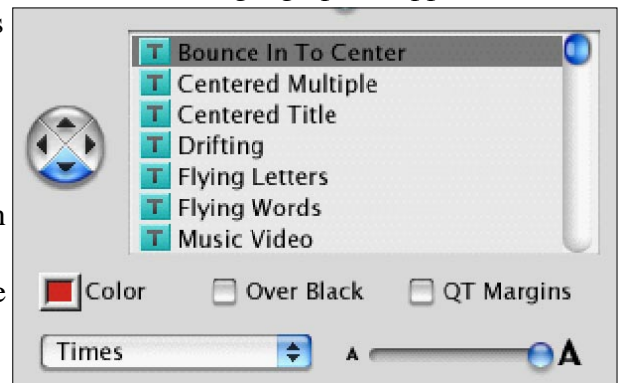 s
T Bounce In To Center
T Centered Multiple
T Centered Title
T Drifting
T Flying Letters
T Flying Words
T Music Video
n
e
Color Over Black QT Margins
Times A A